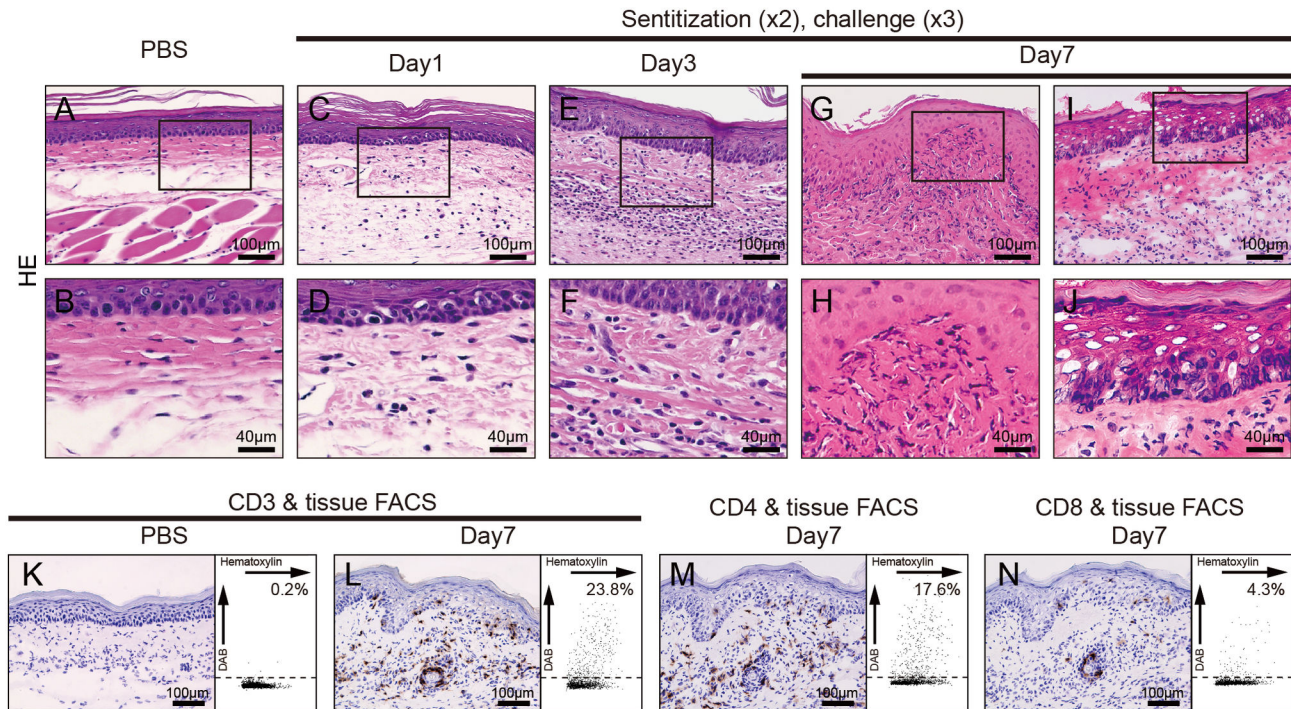 Sentitization (x2), challenge (x3)
PBS
Day1
Day3
Day7
HE
A
100μm
C
100μm
E
100μm
G
100μm
I
100μm
B
40μm
D
40μm
F
40μm
H
40μm
J
40μm
CD3 & tissue FACS
CD4 & tissue FACS
CD8 & tissue FACS
PBS
Day7
Day7
Day7
K
100μm
Hematoxylin
0.2%
DAB
L
100μm
Hematoxylin
23.8%
DAB
M
100μm
Hematoxylin
17.6%
DAB
N
100μm
Hematoxylin
4.3%
DAB